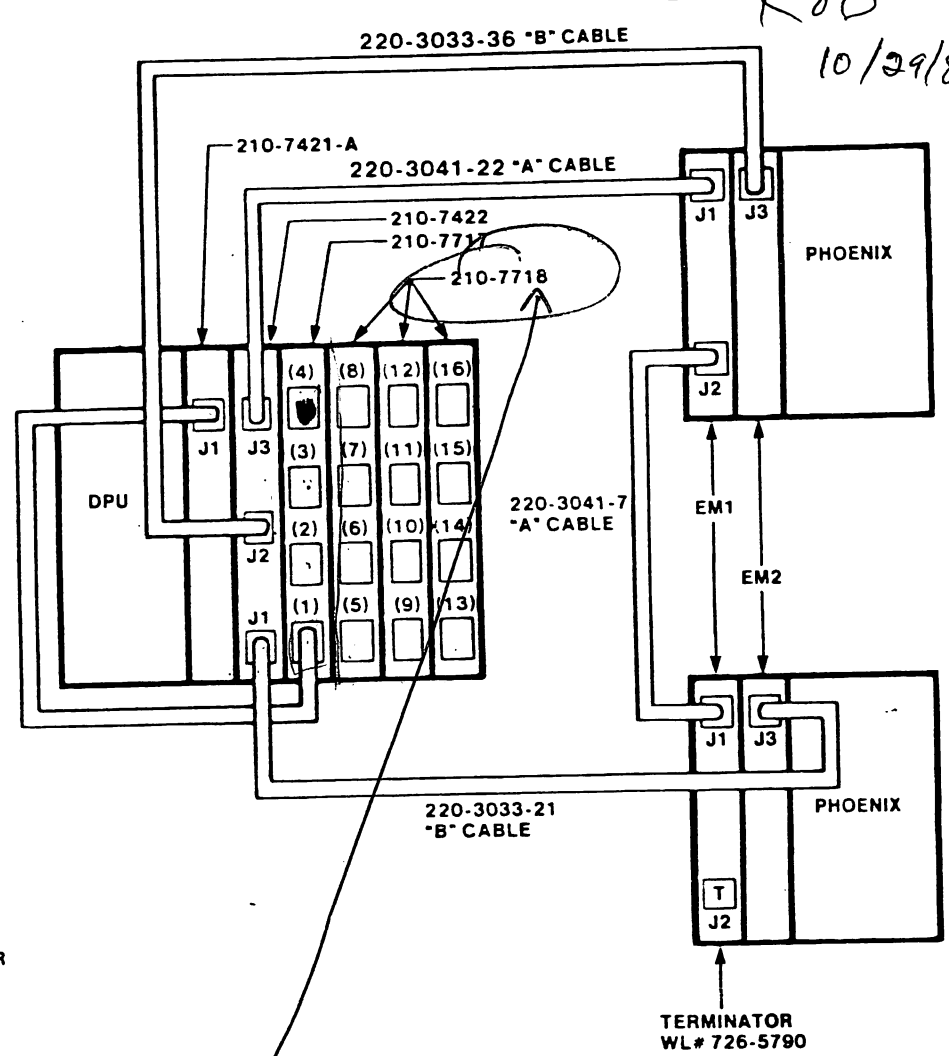 10/29/8
220-3033-36 "B" CABLE
210-7421-A
220-3041-22 "A" CABLE
210-7422
210-7717
210-7718
J1
J3
PHOENIX
J2
(4)
(8)
(12)
(16)
J1
J3
(3)
(7)
(11)
(15)
DPU
J2
(2)
(6)
(10)
(14)
J1
(1)
(5)
(9)
(13)
220-3041-7
"A" CABLE
EM1
EM2
J1
J3
PHOENIX
220-3033-21
"B" CABLE
T
J2
R
TERMINATOR
WL# 726-5790